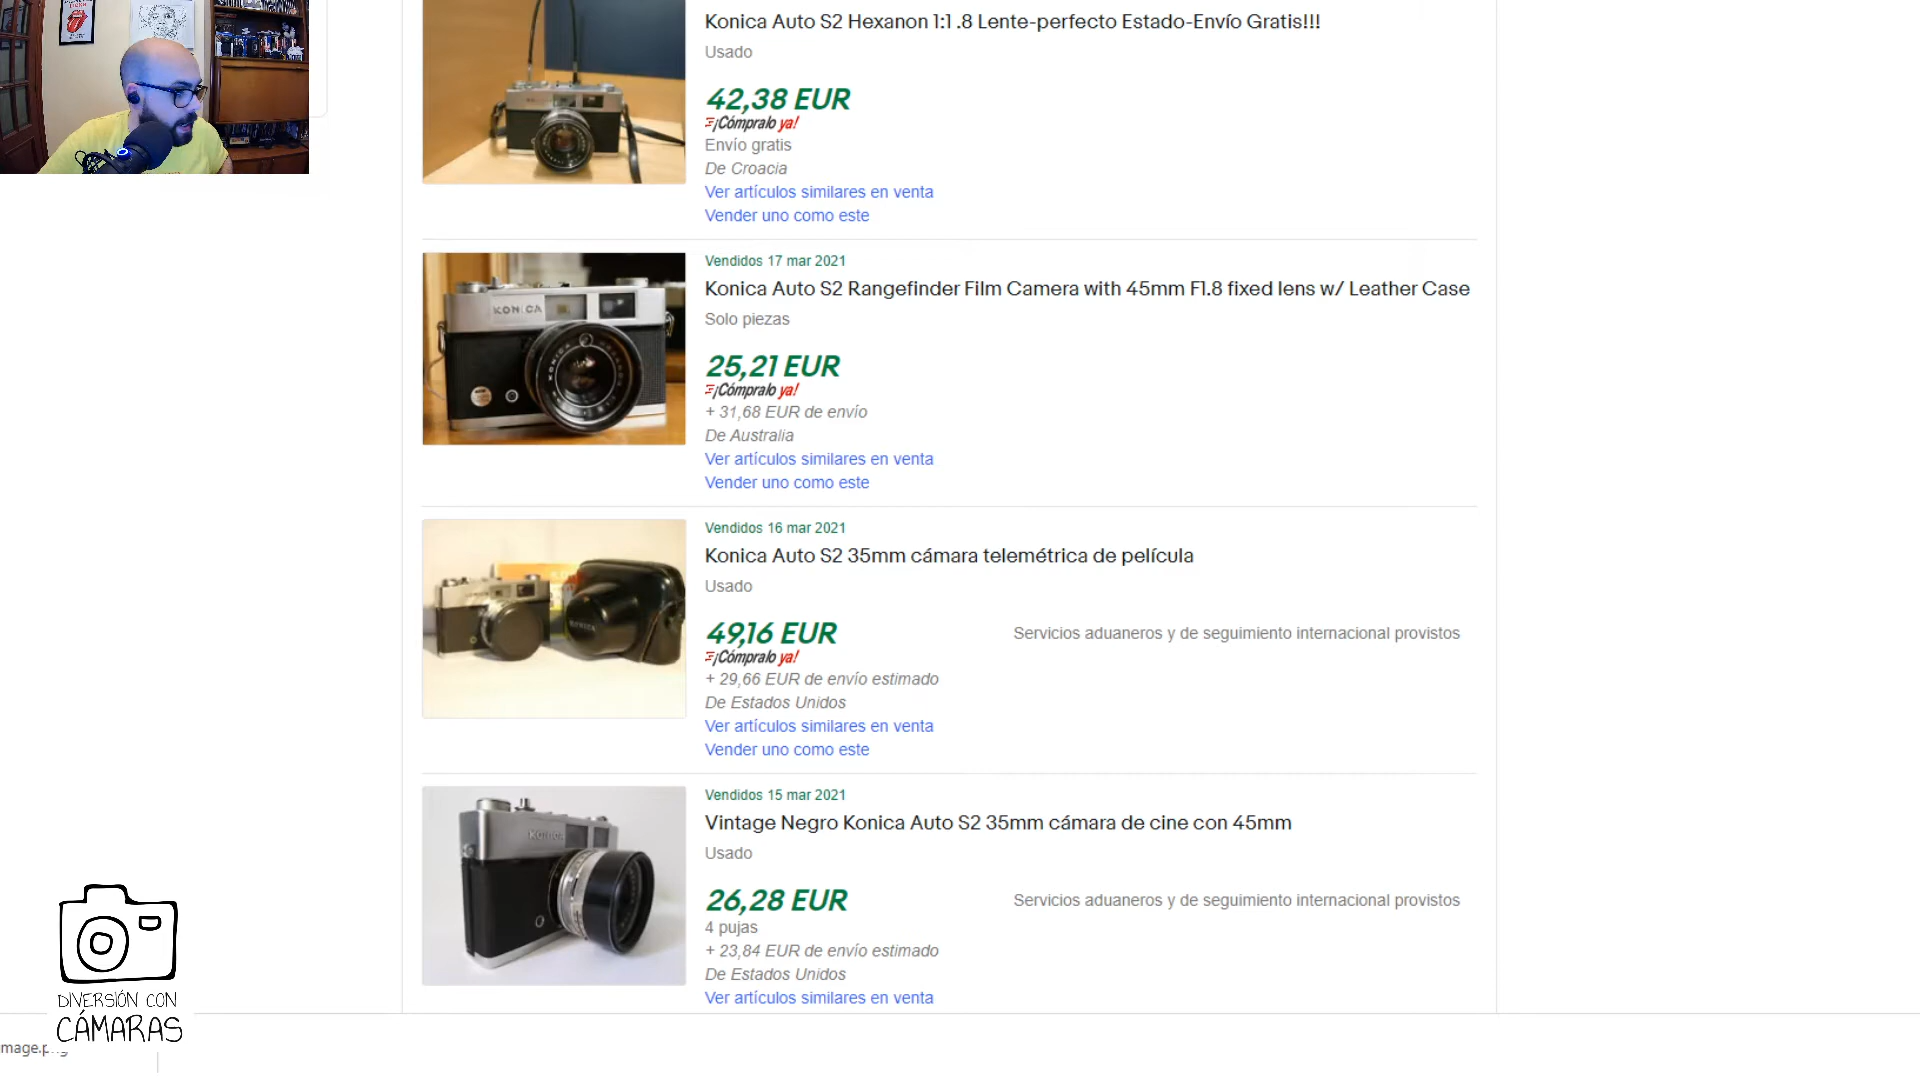 Konica Auto S2 Hexanon 1:1 .8 Lente-perfecto Estado-Envío Gratis!!!
Usado
42,38 EUR
¡Cómpralo ya!
Envío gratis
De Croacia
Ver artículos similares en venta
Vender uno como este
Vendidos 17 mar 2021
Konica Auto S2 Rangefinder Film Camera with 45mm F1.8 fixed lens w/ Leather Case
Solo piezas
KONICA
25,21 EUR
¡Cómpralo ya!
+ 31,68 EUR de envío
De Australia
Ver artículos similares en venta
Vender uno como este
Vendidos 16 mar 2021
Konica Auto S2 35mm cámara telemétrica de película
Usado
49,16 EUR
Servicios aduaneros y de seguimiento internacional provistos
¡Cómpralo ya!
+ 29,66 EUR de envío estimado
De Estados Unidos
Ver artículos similares en venta
Vender uno como este
Vendidos 15 mar 2021
Vintage Negro Konica Auto S2 35mm cámara de cine con 45mm
Konica
Usado
26,28 EUR
Servicios aduaneros y de seguimiento internacional provistos
4 pujas
+ 23,84 EUR de envío estimado
De Estados Unidos
Ver artículos similares en venta
DIVERSIÓN CON
CÁMARAS